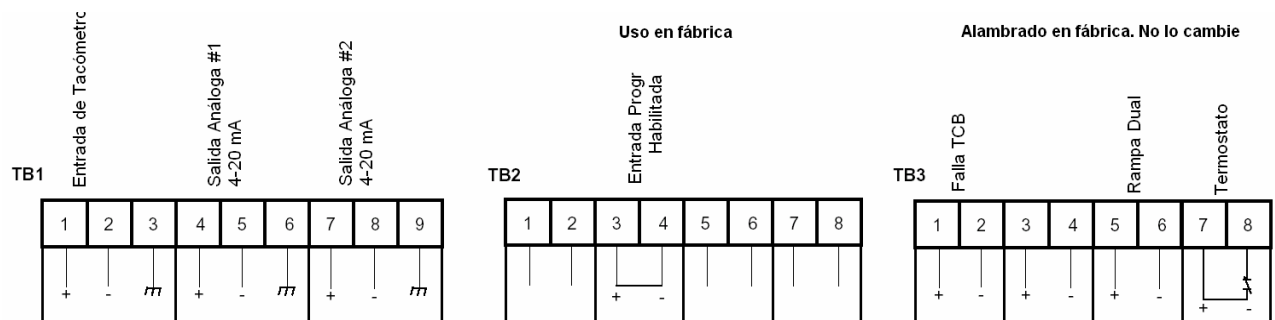 Uso en fábrica
Alambrado en fábrica. No lo cambie
TB1
Entrada de Tacómetro
Salida Análoga #1
4-20 mA
Salida Análoga #2
4-20 mA
1 2 3 4 5 6 7 8 9
+ - + - + -
TB2
Entrada Progr
Habilitada
1 2 3 4 5 6 7 8
+ -
TB3
Falla TCB
Rampa Dual
Termostato
1 2 3 4 5 6 7 8
+ - + - + - + -